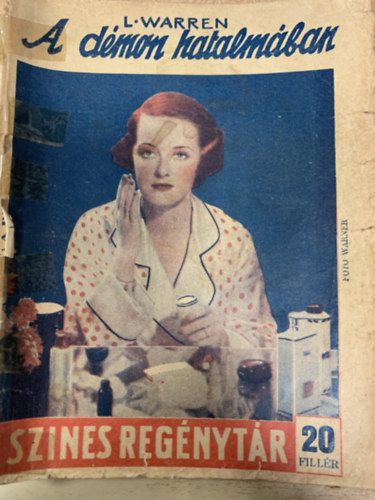 L. WARREN
A démon hatalmában
FOTO WARNER
SZINES REGÉNYTÁR
20
FILLÉR